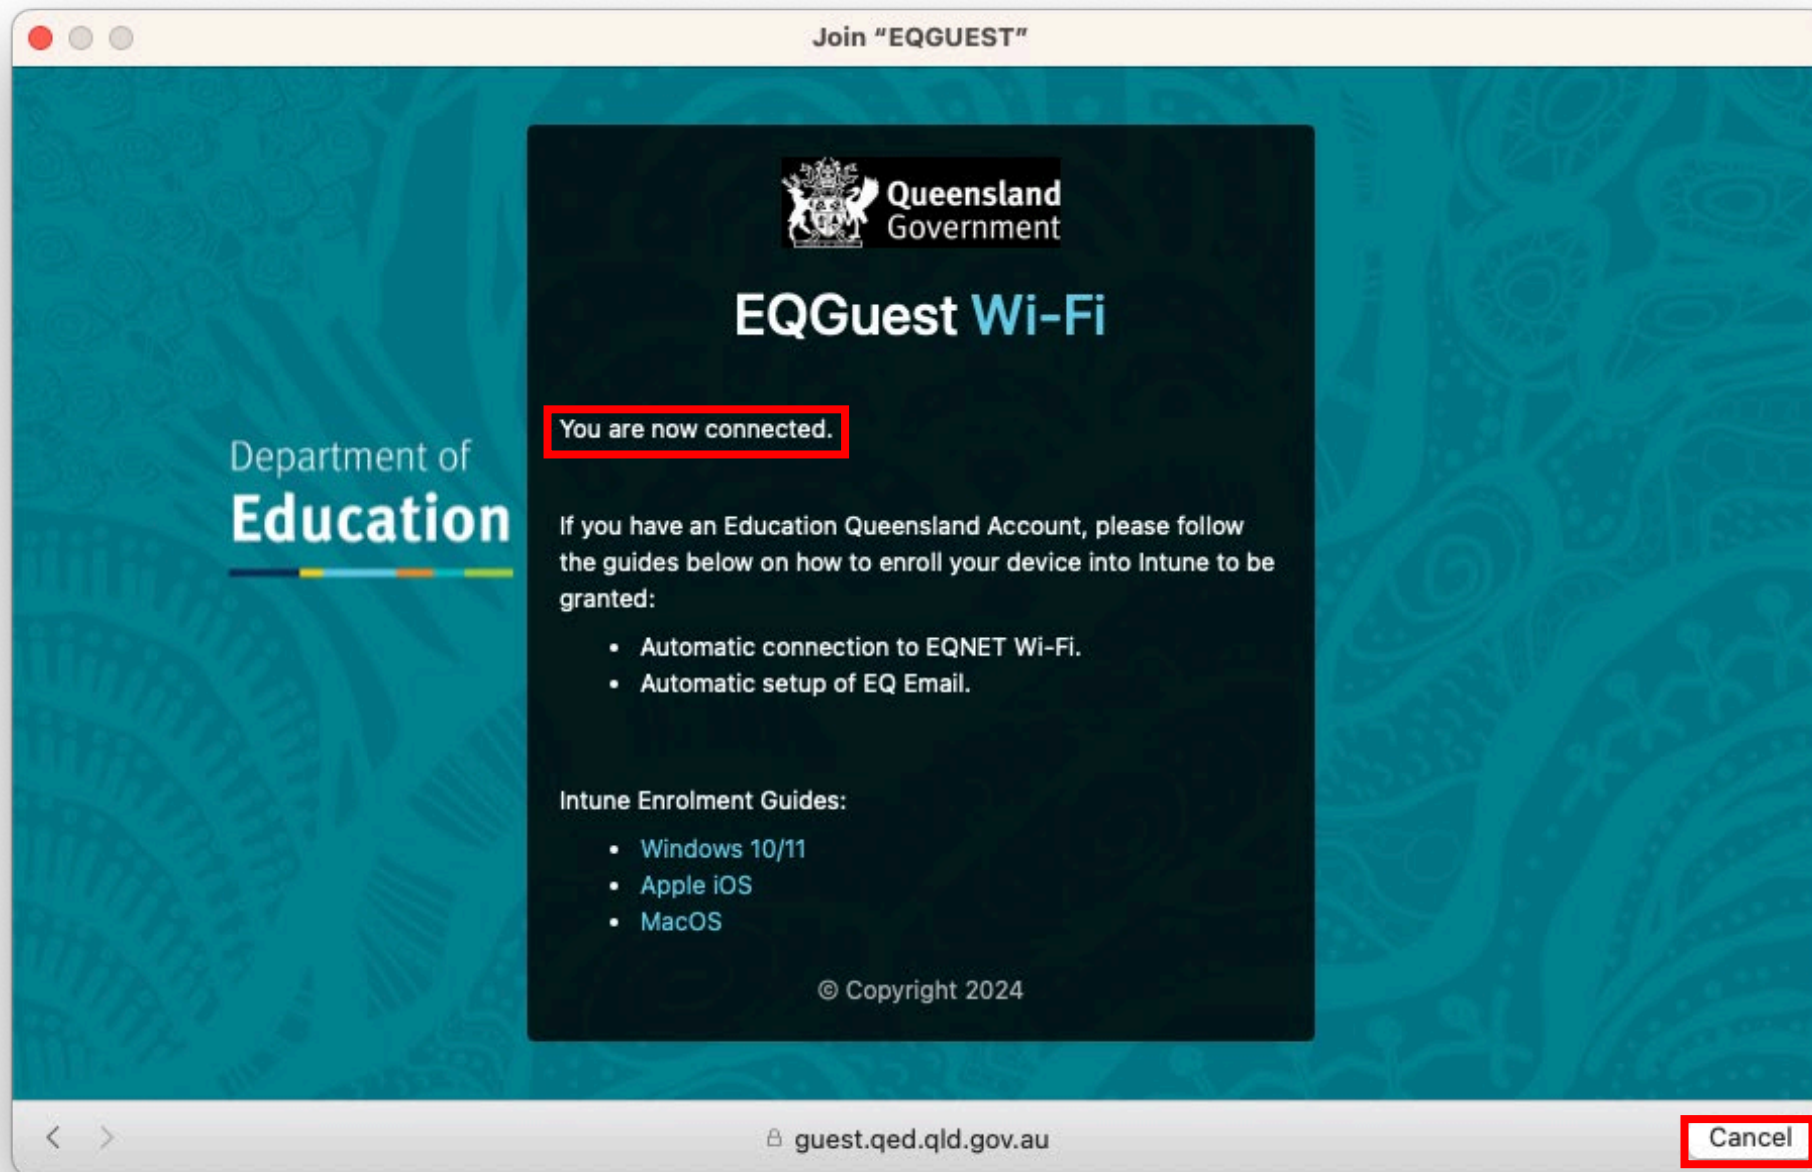 Join “EQGUEST”
Queensland
Government
EQGuest Wi-Fi
You are now connected.
Department of
Education
If you have an Education Queensland Account, please follow
the guides below on how to enroll your device into Intune to be
granted:
• Automatic connection to EQNET Wi-Fi.
• Automatic setup of EQ Email.
Intune Enrolment Guides:
• Windows 10/11
• Apple iOS
• MacOS
© Copyright 2024
guest.qed.qld.gov.au
Cancel